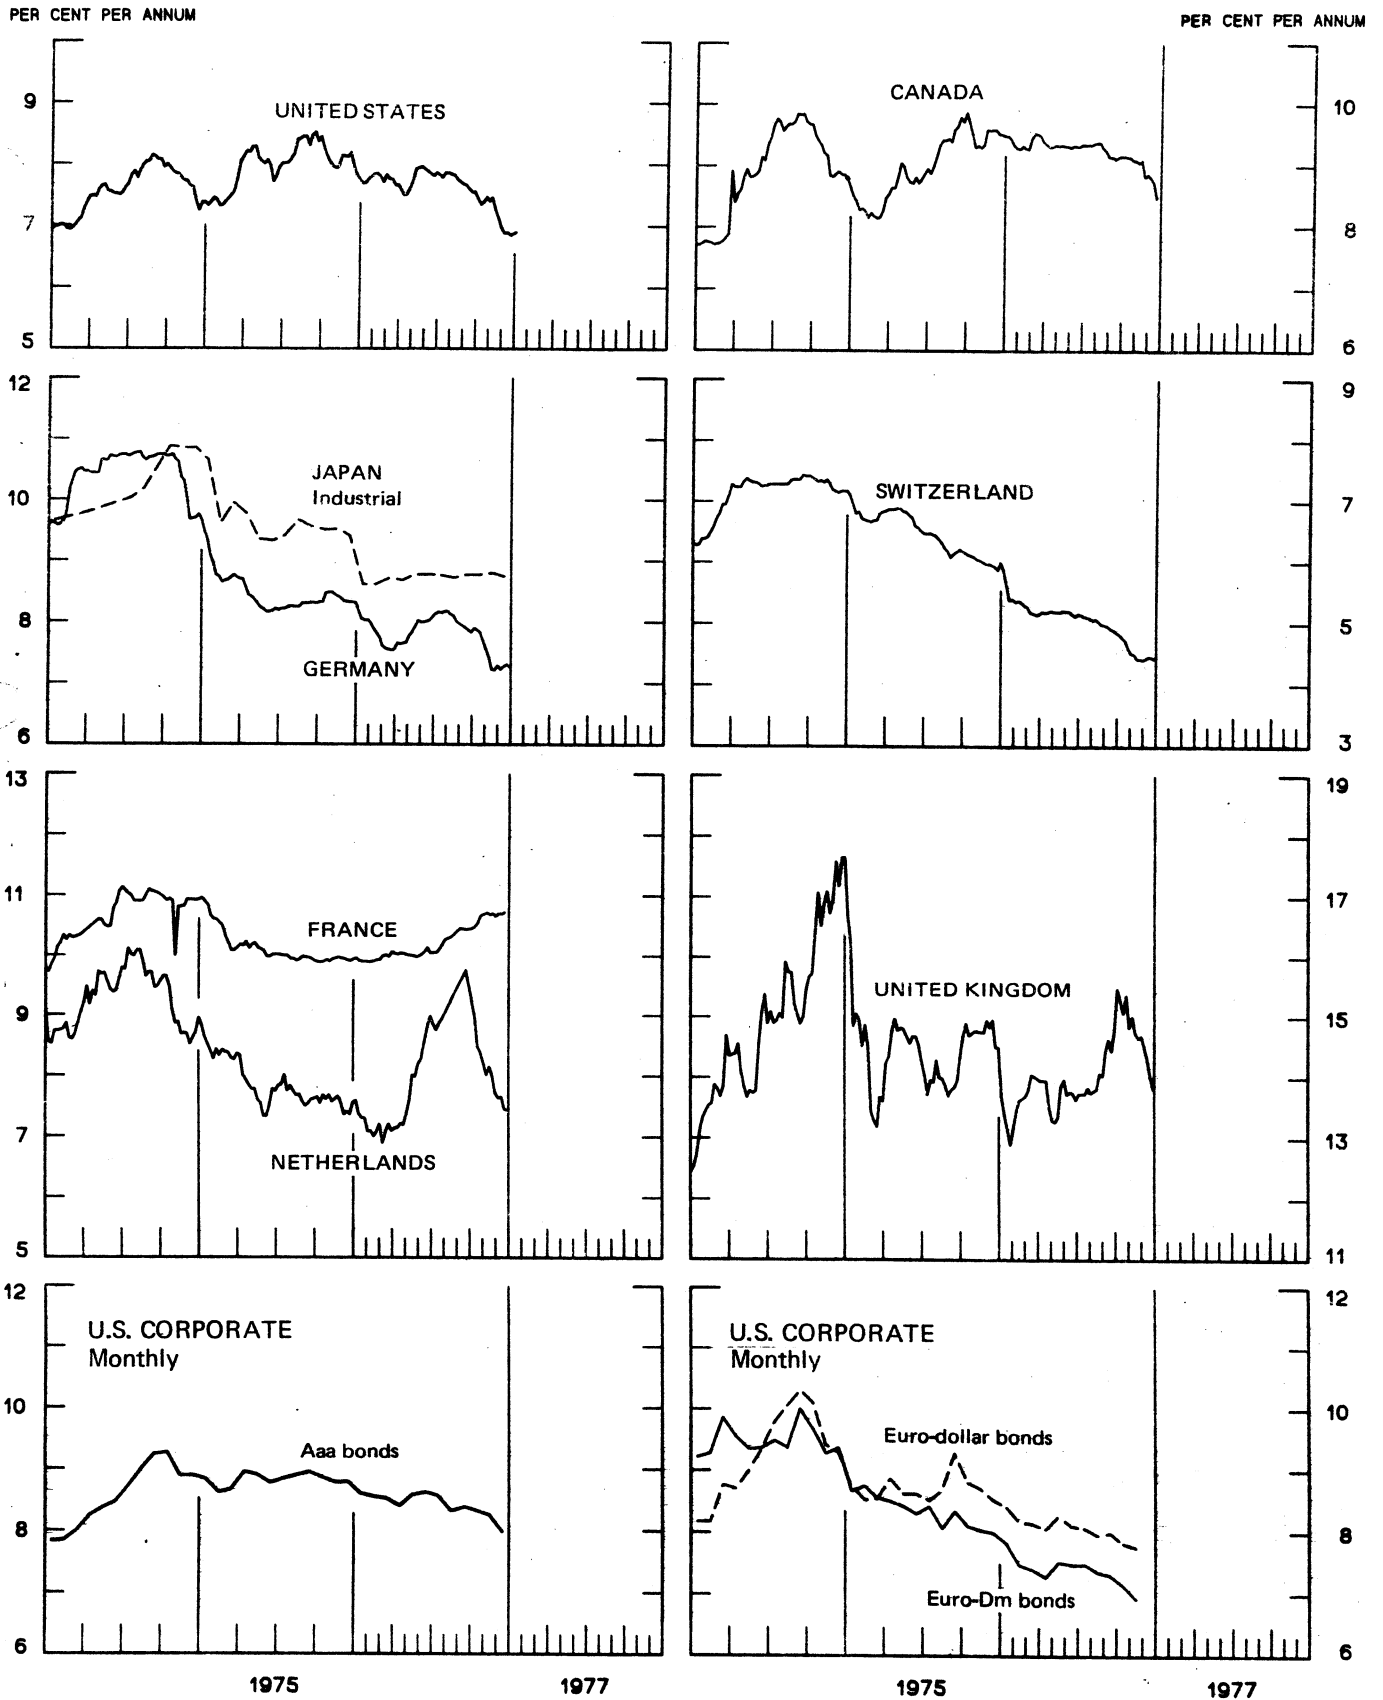 PER CENT PER ANNUM
PER CENT PER ANNUM
9
UNITED STATES
7
5
CANADA
10
8
6
12
JAPAN
Industrial
10
8
GERMANY
6
9
SWITZERLAND
7
5
3
13
11
FRANCE
9
7
NETHERLANDS
5
19
17
UNITED KINGDOM
15
13
11
12
U.S. CORPORATE
Monthly
10
Aaa bonds
8
6
12
U.S. CORPORATE
Monthly
10
Euro-dollar bonds
8
Euro-Dm bonds
6
1975
1977
1975
1977